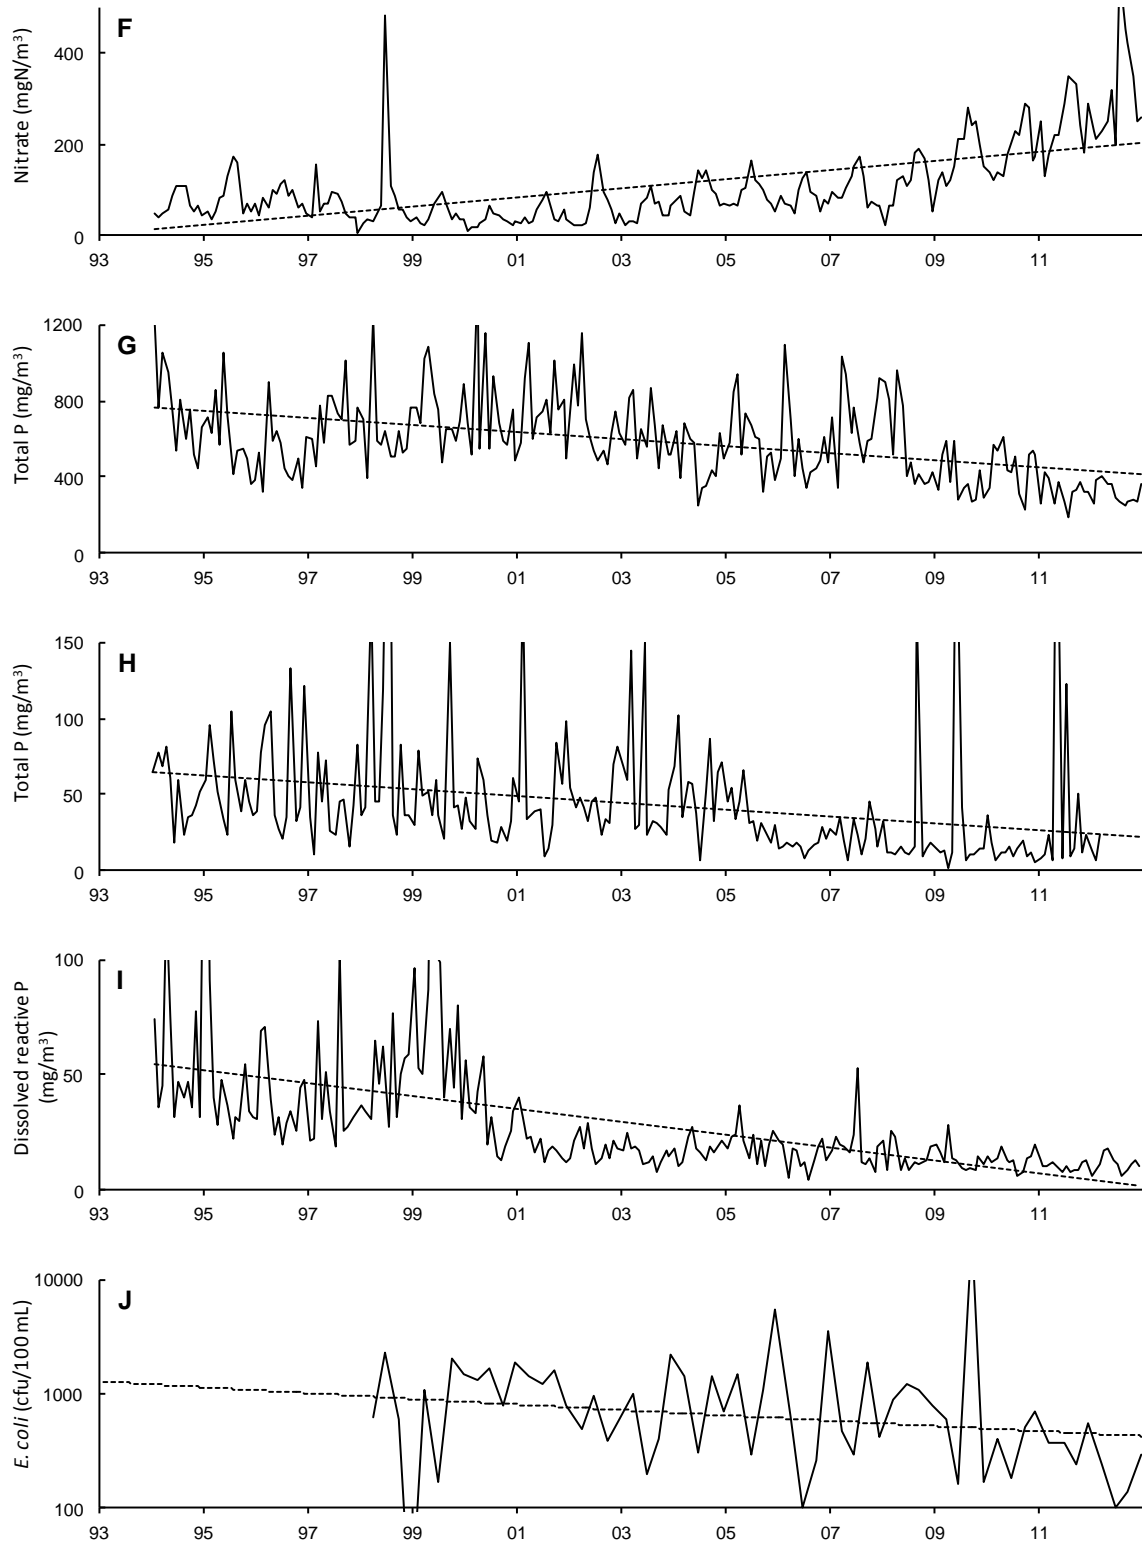 F
Nitrate (mgN/m³)
400
200
0
93 95 97 99 01 03 05 07 09 11
G
Total P (mg/m³)
1200
800
400
0
93 95 97 99 01 03 05 07 09 11
H
Total P (mg/m³)
150
100
50
0
93 95 97 99 01 03 05 07 09 11
I
Dissolved reactive P
(mg/m³)
100
50
0
93 95 97 99 01 03 05 07 09 11
J
E. coli (cfu/100 mL)
10000
1000
100
93 95 97 99 01 03 05 07 09 11